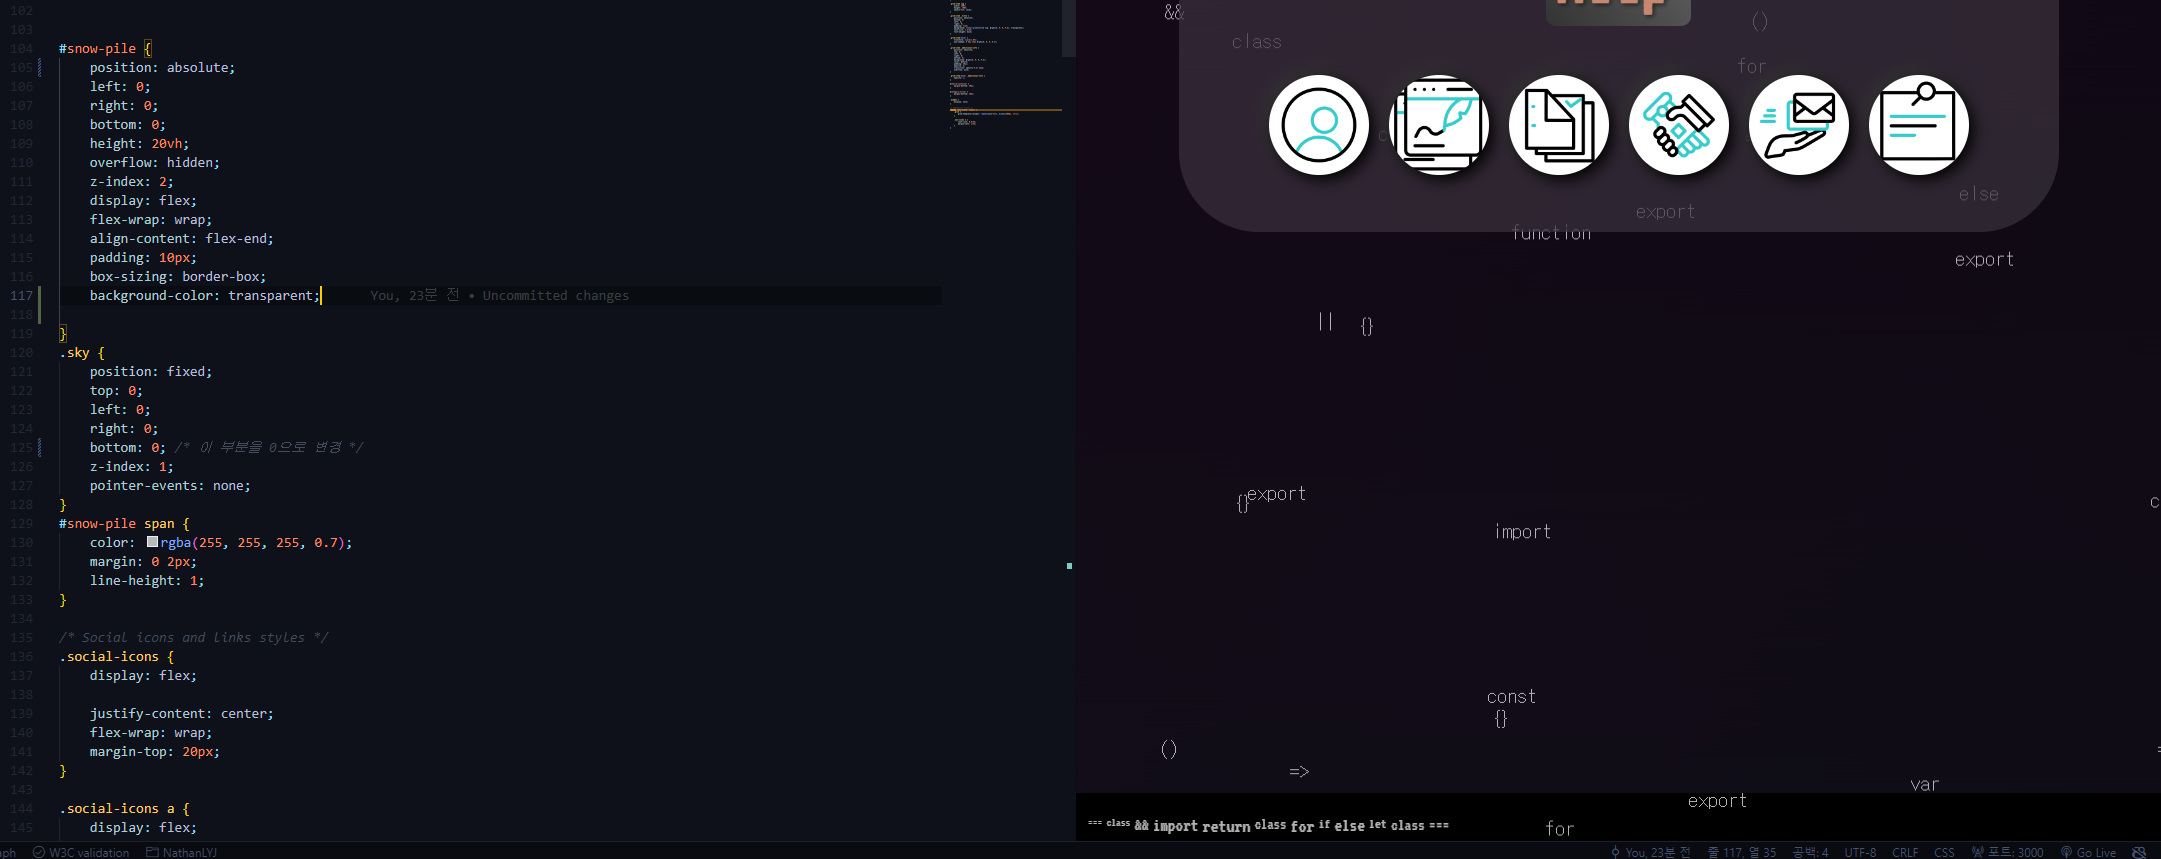 102
103
104 #snow-pile {
105 position: absolute;
106 left: 0;
107 right: 0;
108 bottom: 0;
109 height: 20vh;
110 overflow: hidden;
111 z-index: 2;
112 display: flex;
113 flex-wrap: wrap;
114 align-content: flex-end;
115 padding: 10px;
116 box-sizing: border-box;
117 background-color: transparent; You, 23분 전 • Uncommitted changes
118
119 }
120 .sky {
121 position: fixed;
122 top: 0;
123 left: 0;
124 right: 0;
125 bottom: 0; /* 이 부분을 0으로 변경 */
126 z-index: 1;
127 pointer-events: none;
128 }
129 #snow-pile span {
130 color: rgba(255, 255, 255, 0.7);
131 margin: 0 2px;
132 line-height: 1;
133 }
134
135 /* Social icons and links styles */
136 .social-icons {
137 display: flex;
138
139 justify-content: center;
140 flex-wrap: wrap;
141 margin-top: 20px;
142 }
143
144 .social-icons a {
145 display: flex;
&&
()
class
for
else
export
function
export
|| {}
{} export
import
const
{}
()
=>
var
export
=== class && import return class for if else let class ===
for
aph W3C validation NathanLYJ You, 23분 전 줄 117, 열 35 공백: 4 UTF-8 CRLF CSS 포트: 3000 Go Live